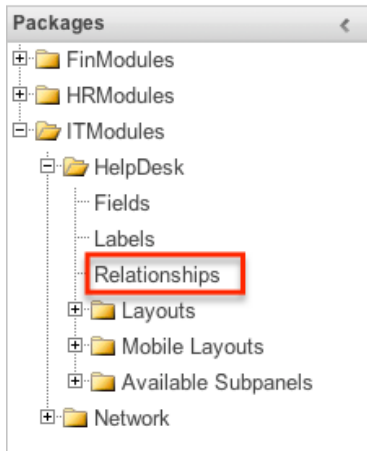 Packages
FinModules
HRModules
ITModules
HelpDesk
Fields
Labels
Relationships
Layouts
Mobile Layouts
Available Subpanels
Network